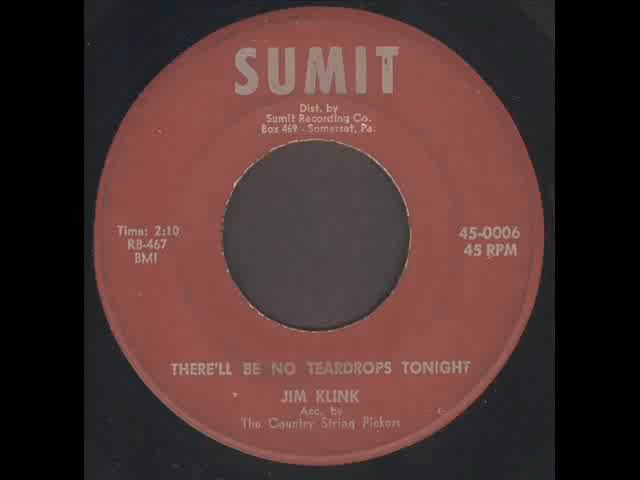 SUMIT
Dist. by
Sumit Recording Co.
Box 469 - Somerset, Pa.
Time: 2:10
RB-467
BMI
45-0006
45 RPM
THERE'LL BE NO TEARDROPS TONIGHT
JIM KLINK
Acc. by
The Country String Pickers